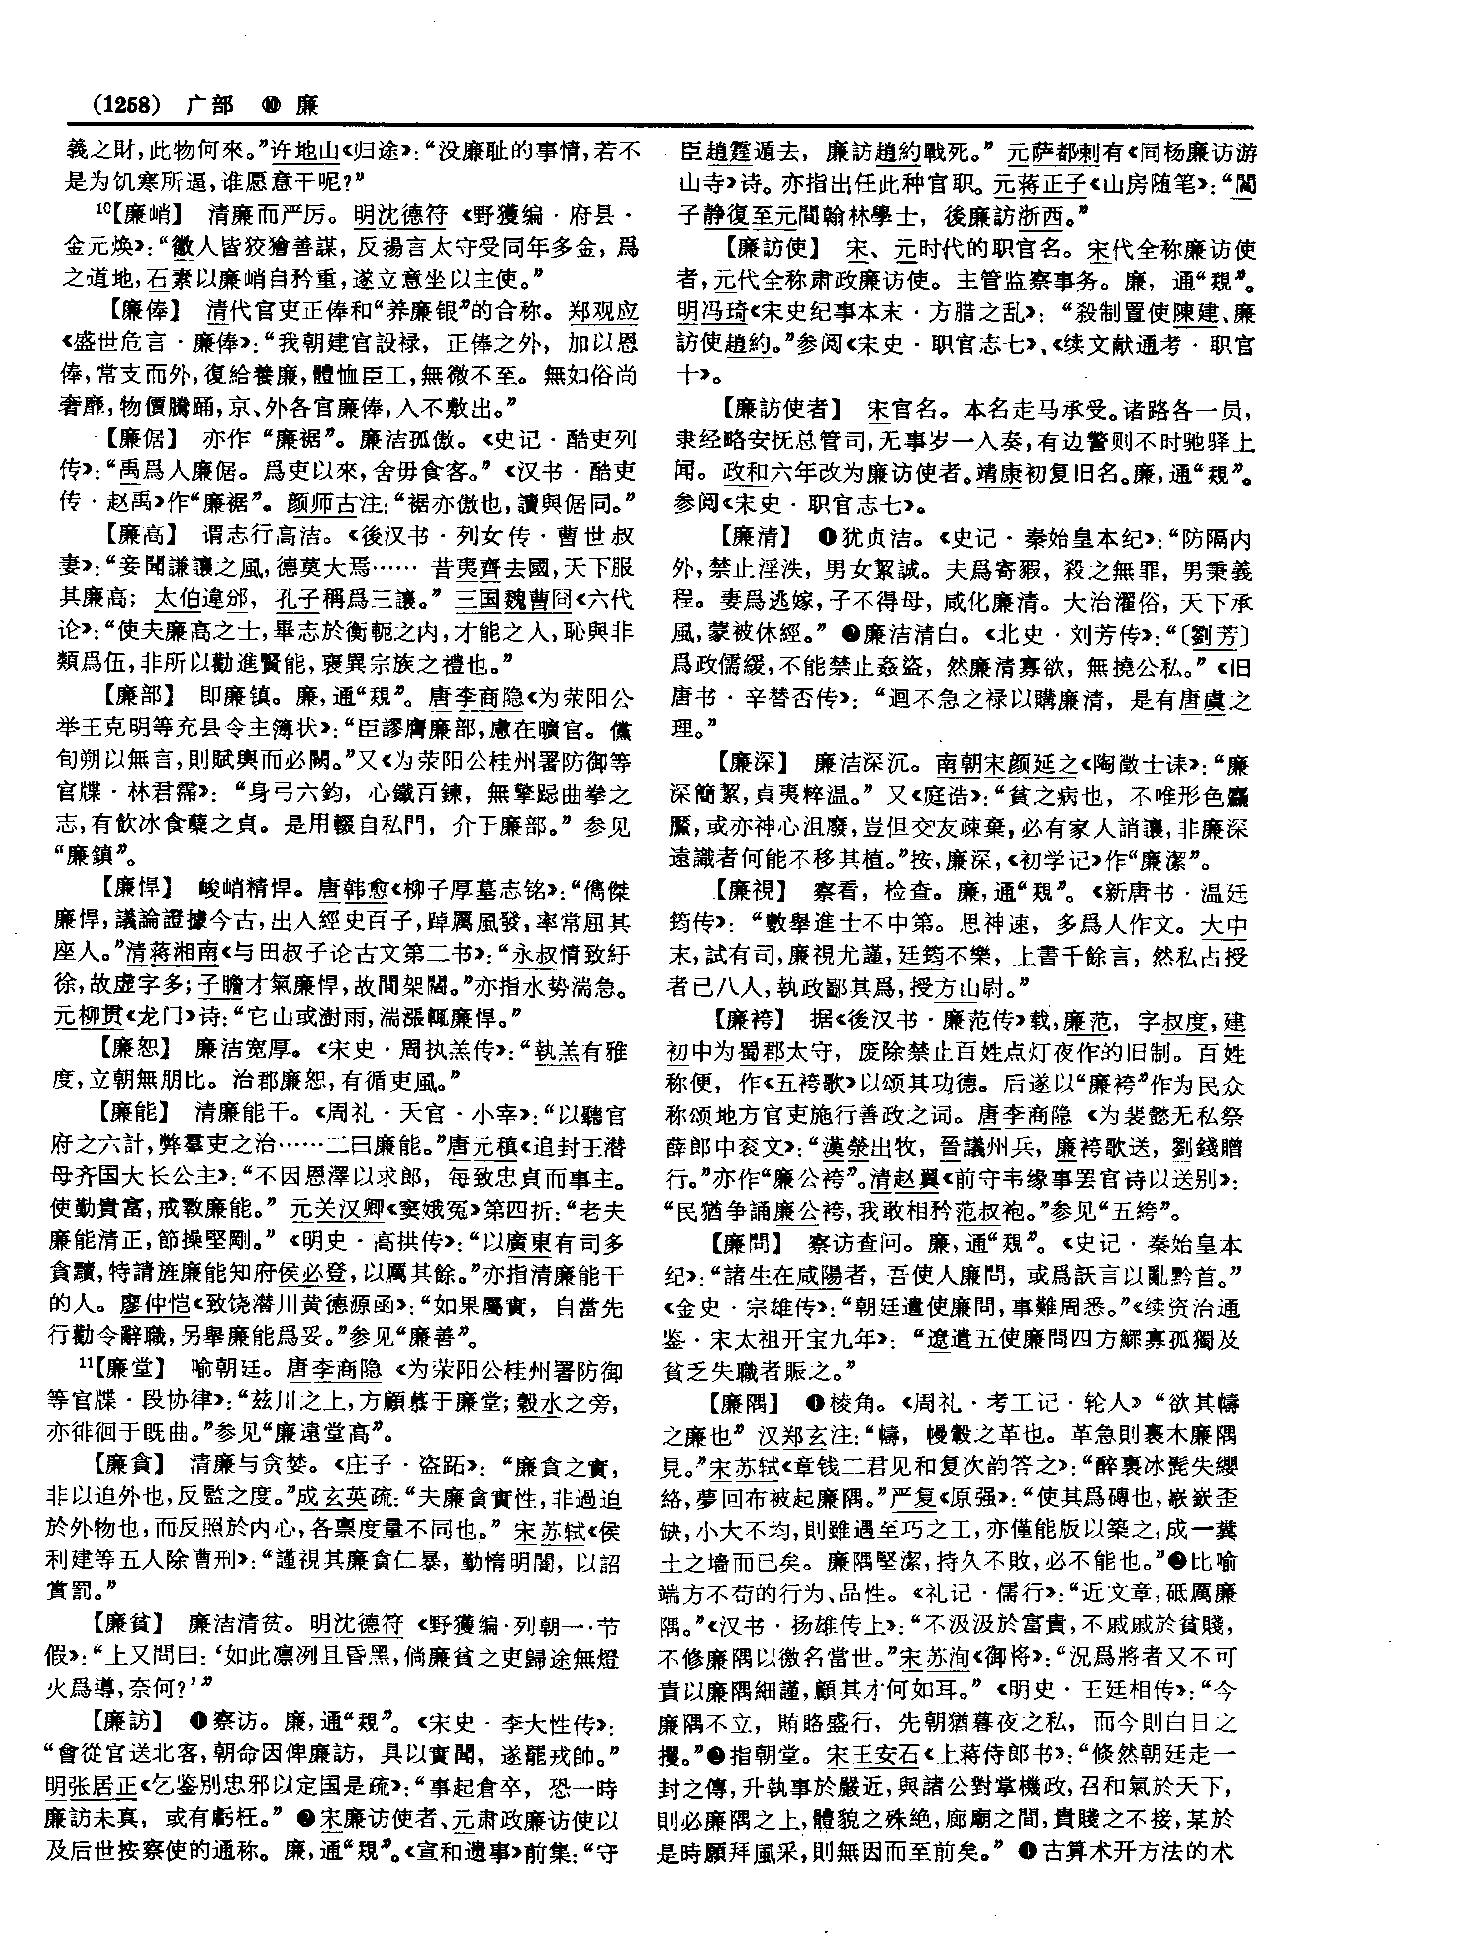 (1258) 广部 ⑩ 廉
義之財，此物何來。”许地山《归途》：“没廉耻的事情，若不
是为饥寒所逼，谁愿意干呢？”
10【廉峭】 清廉而严厉。明沈德符《野獲编·府县·
金元焕》：“徽人皆狡獪善謀，反揚言太守受同年多金，爲
之道地，石素以廉峭自矜重，遂立意坐以主使。”
【廉俸】 清代官吏正俸和“养廉银”的合称。郑观应
《盛世危言·廉俸》：“我朝建官設禄，正俸之外，加以恩
俸，常支而外，復給養廉，體恤臣工，無微不至。無如俗尚
奢靡，物價騰踊，京、外各官廉俸，入不敷出。”
【廉倨】 亦作“廉裾”。廉洁孤傲。《史记·酷吏列
传》：“禹爲人廉倨。爲吏以來，舍毋食客。”《汉书·酷吏
传·赵禹》作“廉裾”。颜师古注：“裾亦傲也，讀與倨同。”
【廉高】 谓志行高洁。《後汉书·列女传·曹世叔
妻》：“妾聞謙讓之風，德莫大焉……昔夷齊去國，天下服
其廉高；太伯違邠，孔子稱爲三讓。”三国魏曹冏《六代
论》：“使夫廉高之士，畢志於衡軛之内，才能之人，恥與非
類爲伍，非所以勸進賢能，褒異宗族之禮也。”
【廉部】 即廉镇。廉，通“覝”。唐李商隐《为荥阳公
举王克明等充县令主簿状》：“臣謬膺廉部，慮在曠官。儻
旬朔以無言，則賦輿而必闕。”又《为荥阳公桂州署防御等
官牒·林君霈》：“身弓六鈞，心鐵百鍊，無擎跽曲拳之
志，有飲冰食蘗之貞。是用輟自私門，介于廉部。”参见
“廉鎮”。
【廉悍】 峻峭精悍。唐韩愈《柳子厚墓志铭》：“儁傑
廉悍，議論證據今古，出入經史百子，踔厲風發，率常屈其
座人。”清蒋湘南《与田叔子论古文第二书》：“永叔情致紆
徐，故虚字多；子瞻才氣廉悍，故間架闊。”亦指水势湍急。
元柳贯《龙门》诗：“它山或澍雨，湍漲輒廉悍。”
【廉恕】 廉洁宽厚。《宋史·周执羔传》：“執羔有雅
度，立朝無朋比。治郡廉恕，有循吏風。”
【廉能】 清廉能干。《周礼·天官·小宰》：“以聽官
府之六計，弊羣吏之治……二曰廉能。”唐元稹《追封王潜
母齐国大长公主》：“不因恩澤以求郎，每致忠貞而事主。
使勤貴富，戒斁廉能。”元关汉卿《窦娥冤》第四折：“老夫
廉能清正，節操堅剛。”《明史·高拱传》：“以廣東有司多
貪黷，特請旌廉能知府侯必登，以厲其餘。”亦指清廉能干
的人。廖仲恺《致饶潜川黄德源函》：“如果屬實，自當先
行勸令辭職，另舉廉能爲妥。”参见“廉善”。
11【廉堂】 喻朝廷。唐李商隐《为荥阳公桂州署防御
等官牒·段协律》：“兹川之上，方顧慕于廉堂；穀水之旁，
亦徘徊于既曲。”参见“廉遠堂高”。
【廉貪】 清廉与贪婪。《庄子·盗跖》：“廉貪之實，
非以迫外也，反監之度。”成玄英疏：“夫廉貪實性，非過迫
於外物也，而反照於内心，各禀度量不同也。”宋苏轼《侯
利建等五人除曹刑》：“謹視其廉貪仁暴，勤惰明闇，以詔
賞罰。”
【廉貧】 廉洁清贫。明沈德符《野獲编·列朝一·节
假》：“上又問曰：‘如此凛冽且昏黑，倘廉貧之吏歸途無燈
火爲導，奈何？’”
【廉訪】 ❶察访。廉，通“覝”。《宋史·李大性传》：
“會從官送北客，朝命因俾廉訪，具以實聞，遂罷戎帥。”
明张居正《乞鉴别忠邪以定国是疏》：“事起倉卒，恐一時
廉訪未真，或有虧枉。”❷宋廉访使者、元肃政廉访使以
及后世按察使的通称。廉，通“覝”。《宣和遗事》前集：“守
臣趙霆遁去，廉訪趙約戰死。”元萨都剌有《同杨廉访游
山寺》诗。亦指出任此种官职。元蒋正子《山房随笔》：“閻
子静復至元間翰林學士，後廉訪浙西。”
【廉訪使】 宋、元时代的职官名。宋代全称廉访使
者，元代全称肃政廉访使。主管监察事务。廉，通“覝”。
明冯琦《宋史纪事本末·方腊之乱》：“殺制置使陳建、廉
訪使趙約。”参阅《宋史·职官志七》、《续文献通考·职官
十》。
【廉訪使者】 宋官名。本名走马承受。诸路各一员，
隶经略安抚总管司，无事岁一入奏，有边警则不时驰驿上
闻。政和六年改为廉访使者。靖康初复旧名。廉，通“覝”。
参阅《宋史·职官志七》。
【廉清】 ❶犹贞洁。《史记·秦始皇本纪》：“防隔内
外，禁止淫泆，男女絜誠。夫爲寄豭，殺之無罪，男秉義
程。妻爲逃嫁，子不得母，咸化廉清。大治濯俗，天下承
風，蒙被休經。”❷廉洁清白。《北史·刘芳传》：“〔劉芳〕
爲政儒緩，不能禁止姦盜，然廉清寡欲，無撓公私。”《旧
唐书·辛替否传》：“迴不急之禄以購廉清，是有唐虞之
理。”
【廉深】 廉洁深沉。南朝宋颜延之《陶徵士诔》：“廉
深簡絜，貞夷粹温。”又《庭诰》：“貧之病也，不唯形色麤
黶，或亦神心沮廢，豈但交友疎棄，必有家人誚讓，非廉深
遠識者何能不移其植。”按，廉深，《初学记》作“廉潔”。
【廉視】 察看，检查。廉，通“覝”。《新唐书·温廷
筠传》：“數舉進士不中第。思神速，多爲人作文。大中
末，試有司，廉視尤謹，廷筠不樂，上書千餘言，然私占授
者已八人，執政鄙其爲，授方山尉。”
【廉袴】 据《後汉书·廉范传》载，廉范，字叔度，建
初中为蜀郡太守，废除禁止百姓点灯夜作的旧制。百姓
称便，作《五袴歌》以颂其功德。后遂以“廉袴”作为民众
称颂地方官吏施行善政之词。唐李商隐《为裴懿无私祭
薛郎中衮文》：“漢滎出牧，晉議州兵，廉袴歌送，劉錢贈
行。”亦作“廉公袴”。清赵翼《前守韦缘事罢官诗以送别》：
“民猶争誦廉公袴，我敢相矜范叔袍。”参见“五絝”。
【廉問】 察访查问。廉，通“覝”。《史记·秦始皇本
纪》：“諸生在咸陽者，吾使人廉問，或爲訞言以亂黔首。”
《金史·宗雄传》：“朝廷遣使廉問，事難周悉。”《续资治通
鉴·宋太祖开宝九年》：“遼遣五使廉問四方鰥寡孤獨及
貧乏失職者賑之。”
【廉隅】 ❶棱角。《周礼·考工记·轮人》“欲其幬
之廉也”汉郑玄注：“幬，幔轂之革也。革急則裹木廉隅
見。”宋苏轼《章钱二君见和复次韵答之》：“醉裏冰髭失纓
絡，夢回布被起廉隅。”严复《原强》：“使其爲磚也，嶔嶔歪
缺，小大不均，則雖遇至巧之工，亦僅能版以築之，成一糞
土之墻而已矣。廉隅堅潔，持久不敗，必不能也。”❷比喻
端方不苟的行为、品性。《礼记·儒行》：“近文章，砥厲廉
隅。”《汉书·扬雄传上》：“不汲汲於富貴，不戚戚於貧賤，
不修廉隅以徼名當世。”宋苏洵《御将》：“況爲將者又不可
責以廉隅細謹，顧其才何如耳。”《明史·王廷相传》：“今
廉隅不立，賄賂盛行，先朝猶暮夜之私，而今則白日之
攫。”❸指朝堂。宋王安石《上蒋侍郎书》：“倐然朝廷走一
封之傳，升執事於嚴近，與諸公對掌機政，召和氣於天下，
則必廉隅之上，體貌之殊絶，廊廟之間，貴賤之不接，某於
是時願拜風采，則無因而至前矣。”❹古算术开方法的术